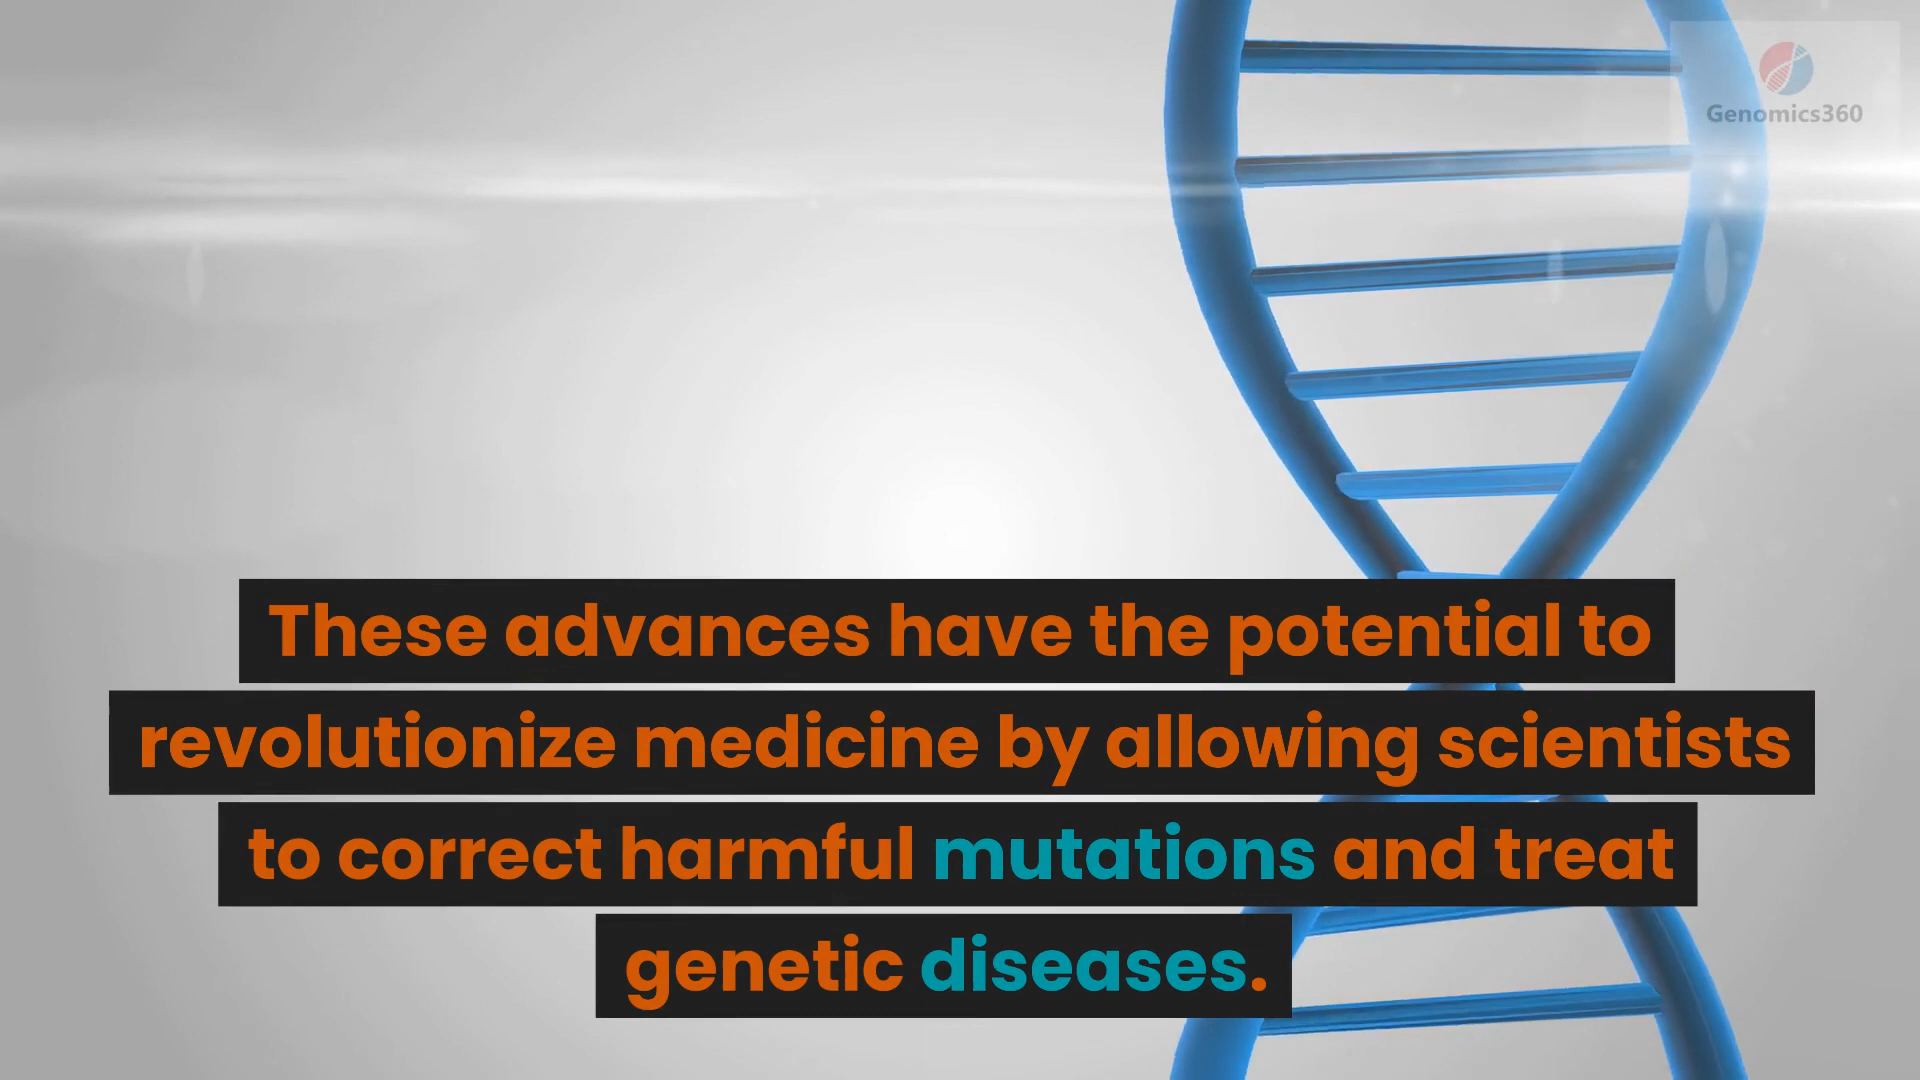 Genomics360
These advances have the potential to
revolutionize medicine by allowing scientists
to correct harmful mutations and treat
genetic diseases.